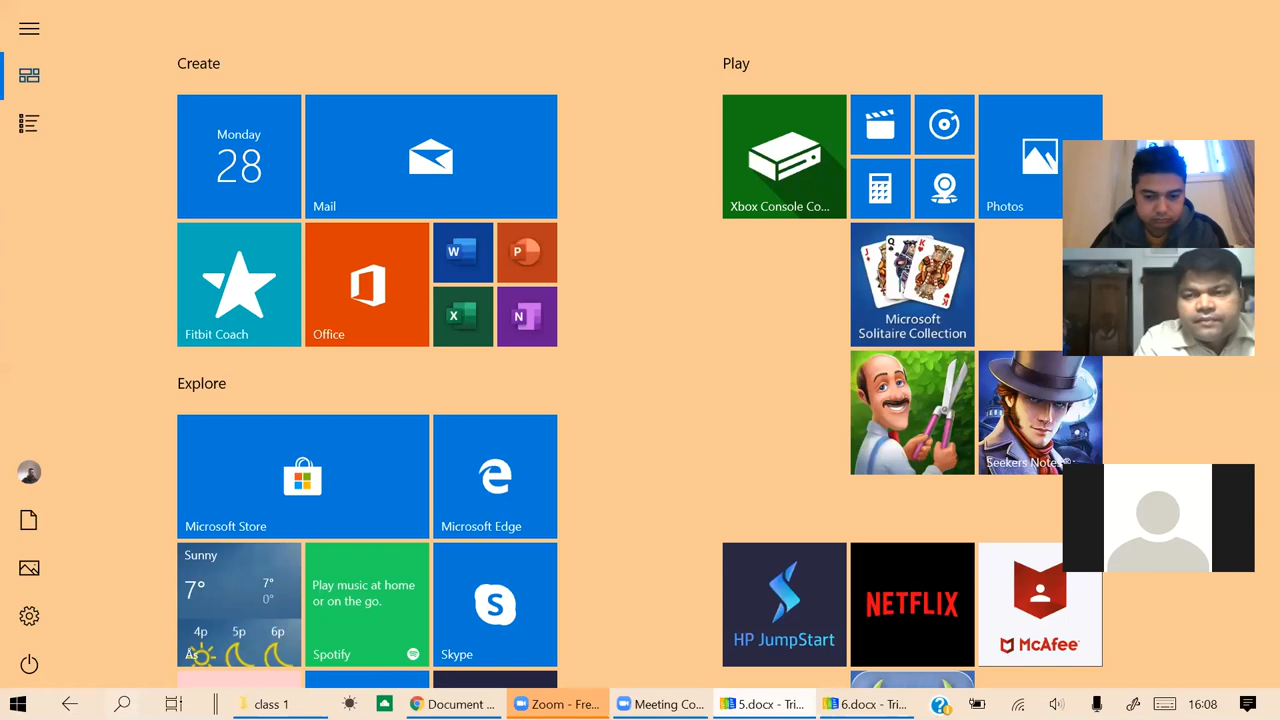 Create
Monday
28
Mail
Fitbit Coach
Office
W
P
X
N
Explore
Microsoft Store
Microsoft Edge
Sunny
7°
7°
0°
4p 5p 6p
Play music at home
or on the go.
Spotify
S
Skype
Play
Xbox Console Co...
Photos
J Q K
Microsoft
Solitaire Collection
Seekers Notes®
HP JumpStart
NETFLIX
McAfee
class 1
Document ...
Zoom - Fre...
Meeting Co...
5.docx - Tri...
6.docx - Tri...
16:08